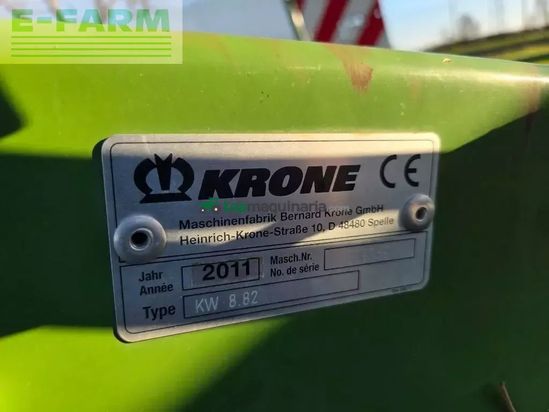 E-FARM
KRONE CE
maquinaria
Maschinenfabrik Bernard Krone GmbH
Heinrich-Krone-Straße 10, D 48480 Spelle
Jahr 2011 Masch.Nr.
Année No. de série
Type KW 8.82